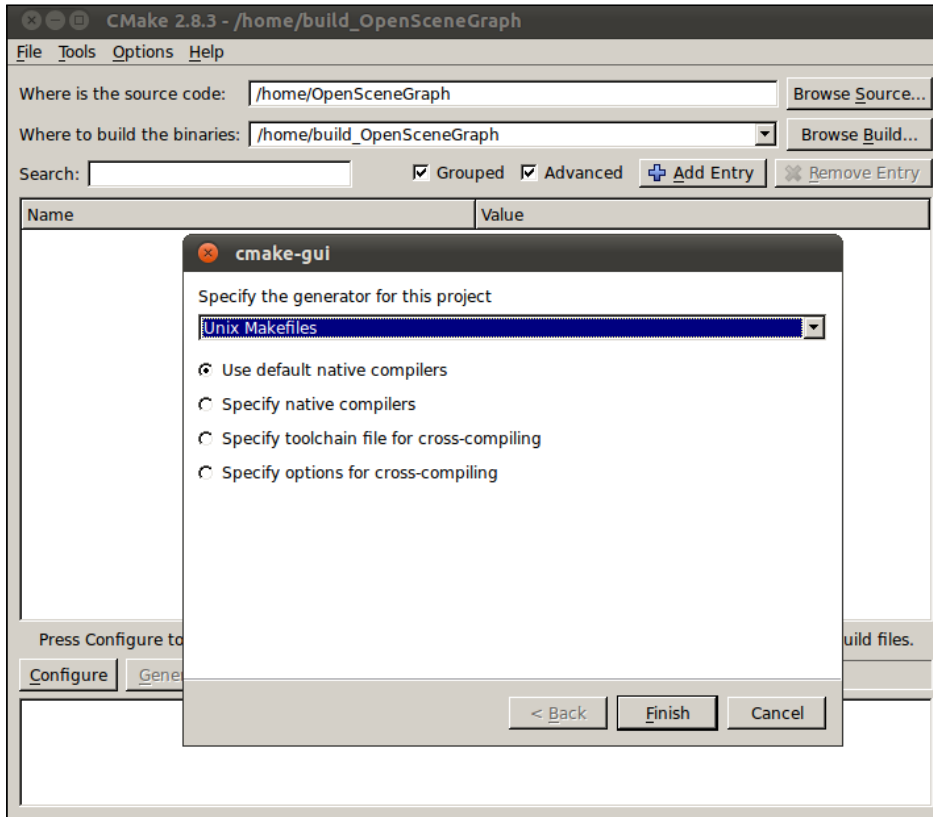 CMake 2.8.3 - /home/build_OpenSceneGraph
File Tools Options Help
Where is the source code: /home/OpenSceneGraph Browse Source...
Where to build the binaries: /home/build_OpenSceneGraph Browse Build...
Search: Grouped Advanced Add Entry Remove Entry
Name Value
cmake-gui
Specify the generator for this project
Unix Makefiles
Use default native compilers
Specify native compilers
Specify toolchain file for cross-compiling
Specify options for cross-compiling
Press Configure to uild files.
Configure Gener
< Back Finish Cancel